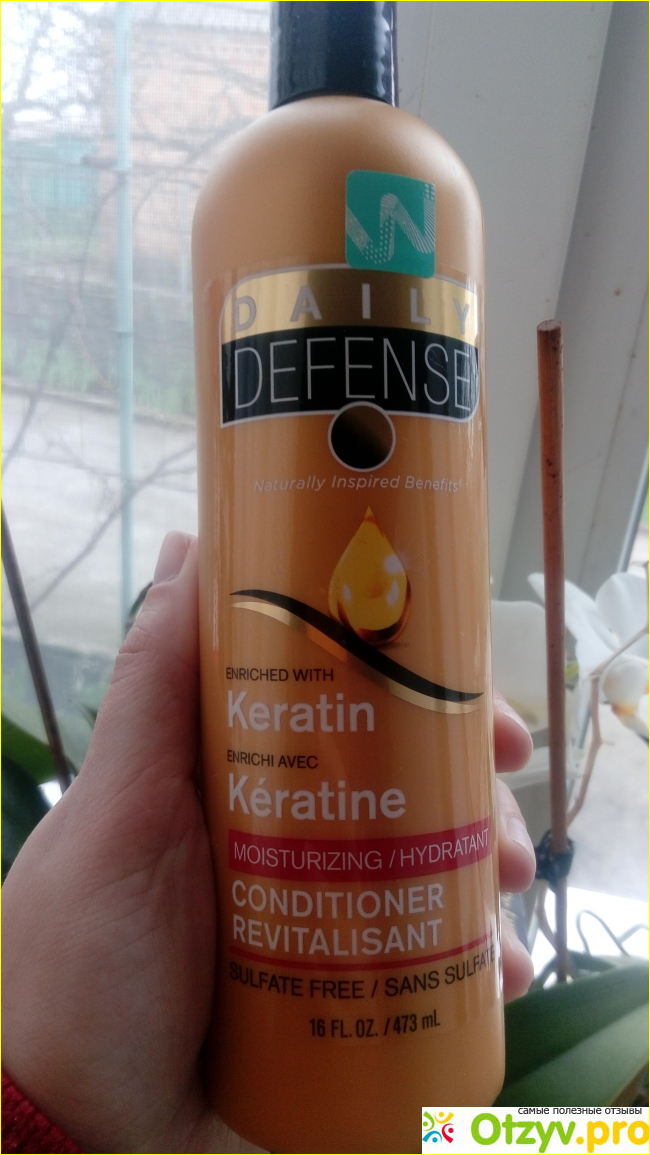 DAILY
DEFENSE
Naturally Inspired Benefits
ENRICHED WITH
Keratin
ENRICHI AVEC
Kératine
MOISTURIZING / HYDRATANT
CONDITIONER
REVITALISANT
SULFATE FREE / SANS SULFATE
16 FL. OZ. / 473 mL
самые полезные отзывы
Otzyv.pro